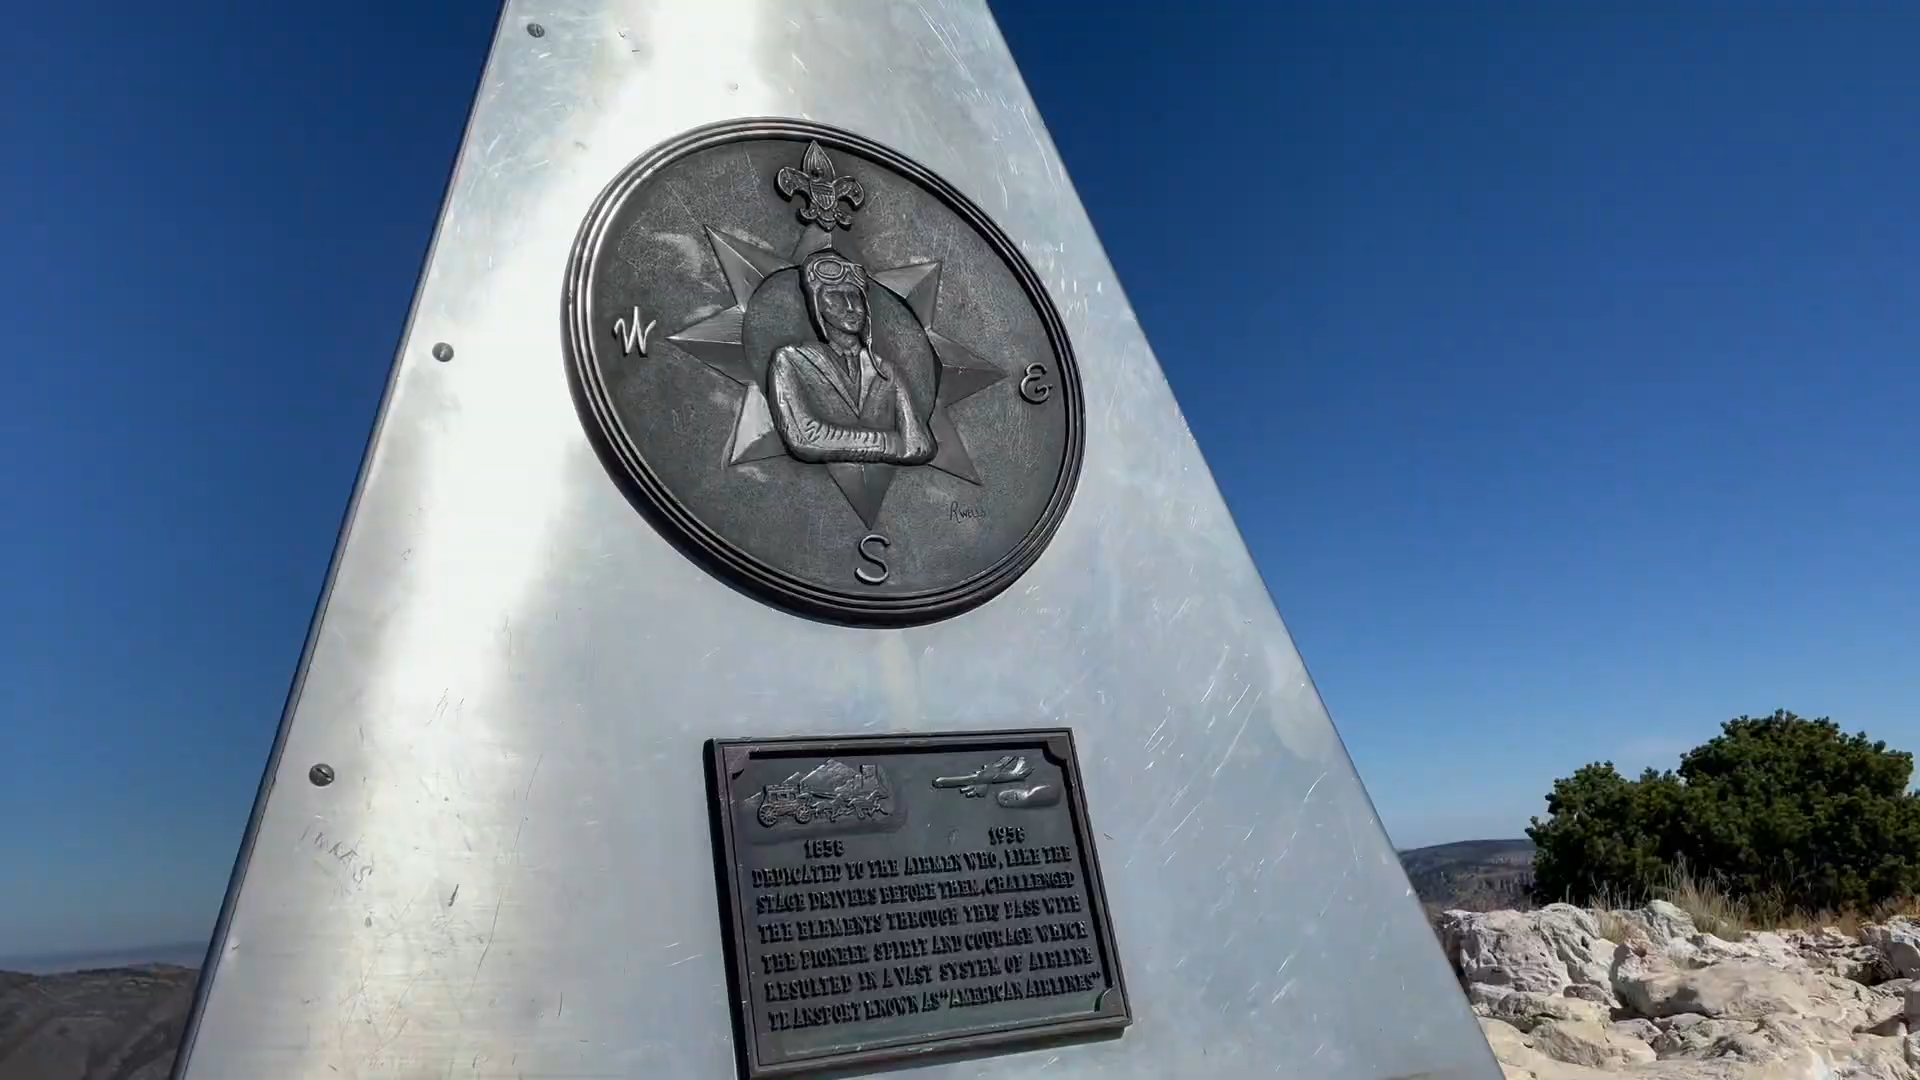 W
E
S
R WELLS
1858 1958
DEDICATED TO THE AIRMEN WHO, LIKE THE
STAGE DRIVERS BEFORE THEM, CHALLENGED
THE ELEMENTS THROUGH THIS PASS WITH
THE PIONEER SPIRIT AND COURAGE WHICH
RESULTED IN A VAST SYSTEM OF AIRLINE
TRANSPORT KNOWN AS "AMERICAN AIRLINES"